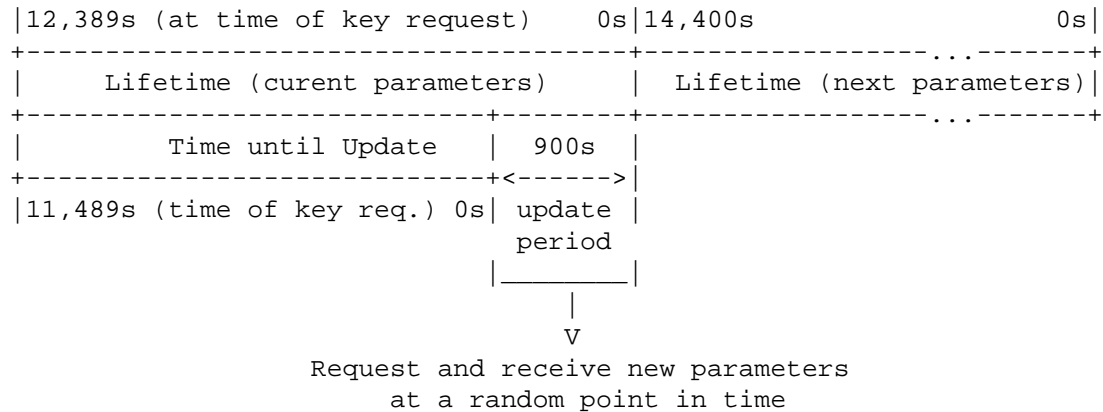 |12,389s (at time of key request)    0s|14,400s                  0s|
+--------------------------------------+-----------------...-------+
|     Lifetime (curent parameters)     |  Lifetime (next parameters)|
+-----------------------------+--------+-----------------...-------+
|         Time until Update   |  900s  |
+-----------------------------+<------>|
|11,489s (time of key req.) 0s| update |
                                period
                              |________|
                                   |
                                   V
                   Request and receive new parameters
                        at a random point in time